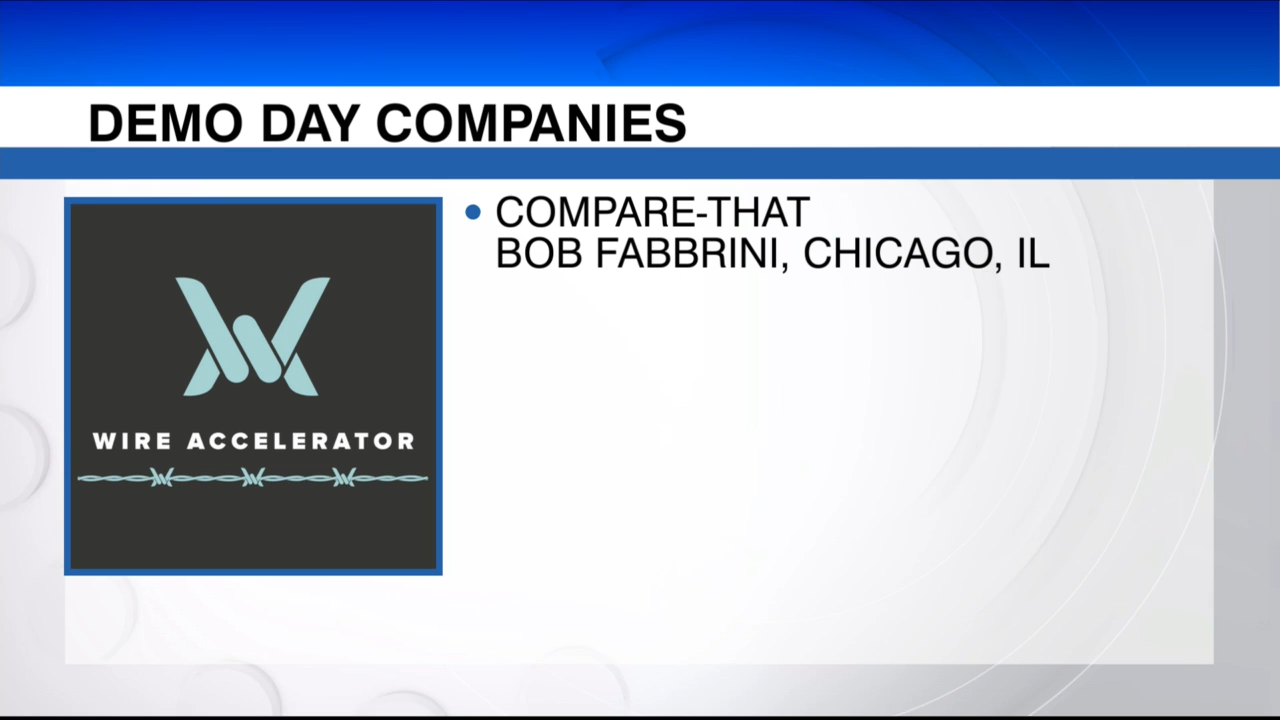 DEMO DAY COMPANIES
COMPARE-THAT
BOB FABBRINI, CHICAGO, IL
WIRE ACCELERATOR